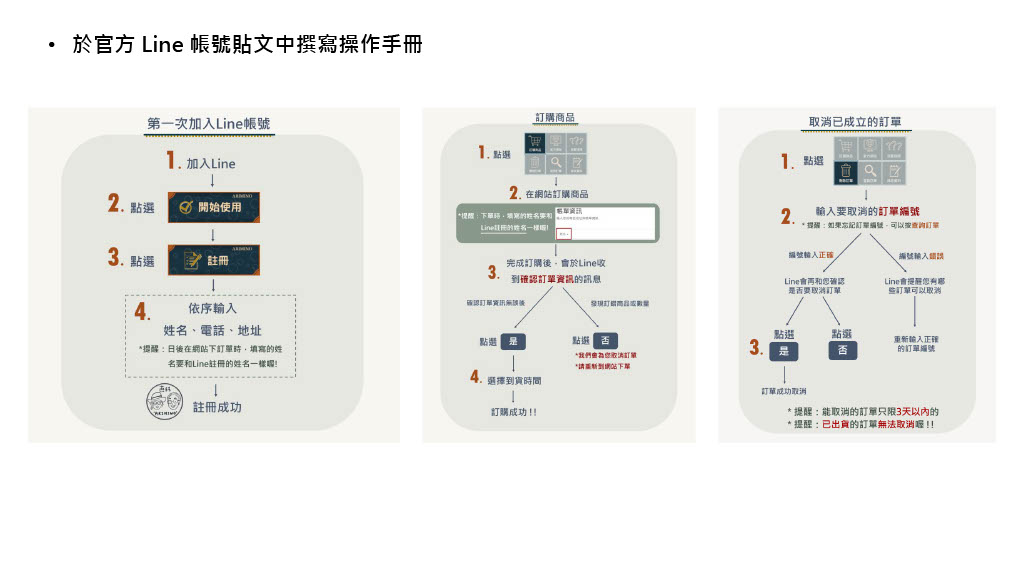 • 於官方 Line 帳號貼文中撰寫操作手冊
第一次加入Line帳號
1. 加入Line
2. 點選
開始使用
3. 點選
註冊
4. 依序輸入
姓名、電話、地址
*提醒：日後在網站下訂單時，填寫的姓
名要和Line註冊的姓名一樣喔!
註冊成功
訂購商品
1. 點選
2. 在網站訂購商品
*提醒：下單時，填寫的姓名要和
Line註冊的姓名一樣喔!
帳單資訊
3. 完成訂購後，會於Line收
到確認訂單資訊的訊息
確認訂單資訊無誤後
發現訂錯商品或數量
點選 是
點選 否
*我們會為您取消訂單
*請重新到網站下單
4. 選擇到貨時間
訂購成功!!
取消已成立的訂單
1. 點選
2. 輸入要取消的訂單編號
*提醒：如果忘記訂單編號，可以按查詢訂單
編號輸入正確
編號輸入錯誤
Line會再和您確認
是否要取消訂單
Line會提醒您有哪
些訂單可以取消
3. 點選
是
點選
否
重新輸入正確
的訂單編號
訂單成功取消
*提醒：能取消的訂單只限3天以內的
*提醒：已出貨的訂單無法取消喔!!